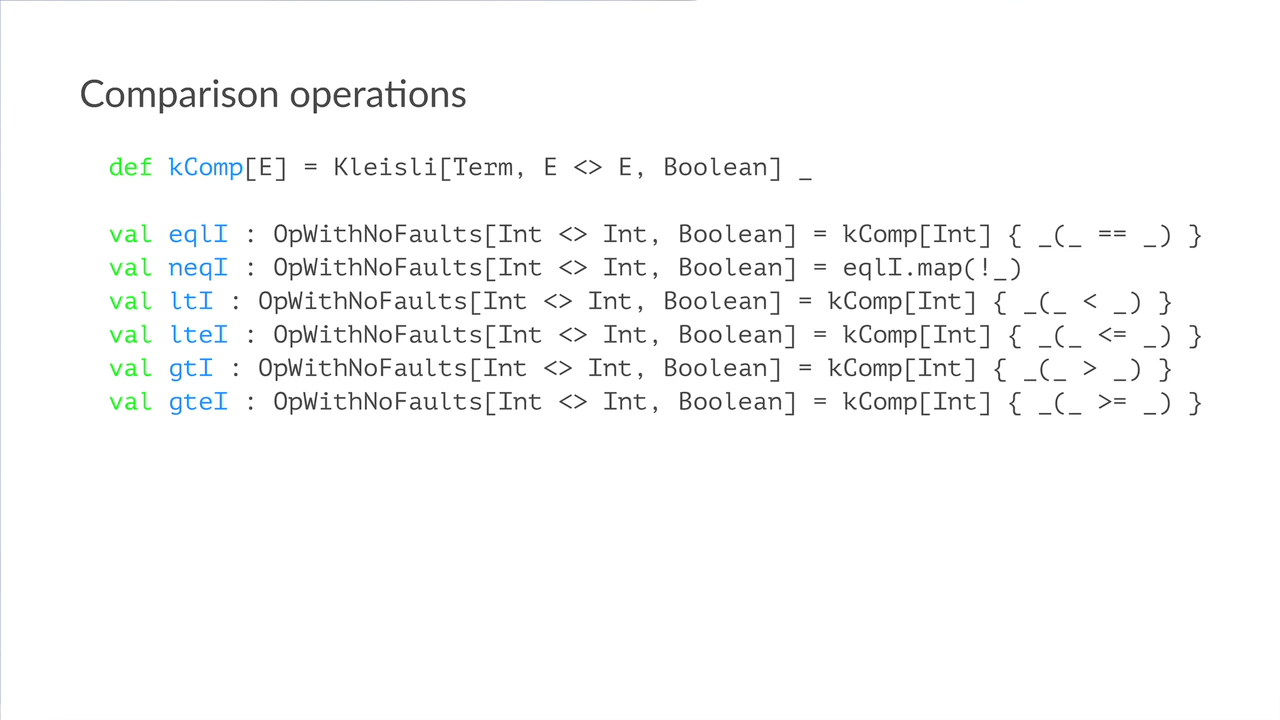 Comparison operations
def kComp[E] = Kleisli[Term, E <> E, Boolean] _
val eqlI : OpWithNoFaults[Int <> Int, Boolean] = kComp[Int] { _(_ == _) }
val neqI : OpWithNoFaults[Int <> Int, Boolean] = eqlI.map(!_)
val ltI : OpWithNoFaults[Int <> Int, Boolean] = kComp[Int] { _(_ < _) }
val lteI : OpWithNoFaults[Int <> Int, Boolean] = kComp[Int] { _(_ <= _) }
val gtI : OpWithNoFaults[Int <> Int, Boolean] = kComp[Int] { _(_ > _) }
val gteI : OpWithNoFaults[Int <> Int, Boolean] = kComp[Int] { _(_ >= _) }